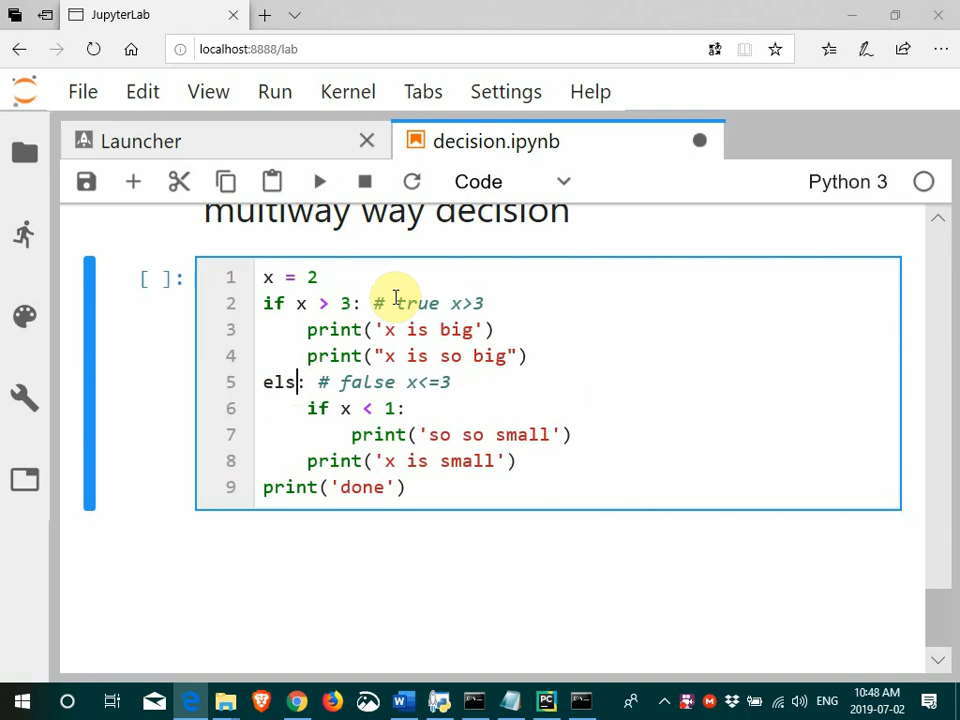 JupyterLab
localhost:8888/lab
File Edit View Run Kernel Tabs Settings Help
Launcher
decision.ipynb
Code
Python 3
multiway way decision
[ ]:
1 x = 2
2 if x > 3: # true x>3
3 print('x is big')
4 print("x is so big")
5 els: # false x<=3
6 if x < 1:
7 print('so so small')
8 print('x is small')
9 print('done')
ENG
10:48 AM
2019-07-02